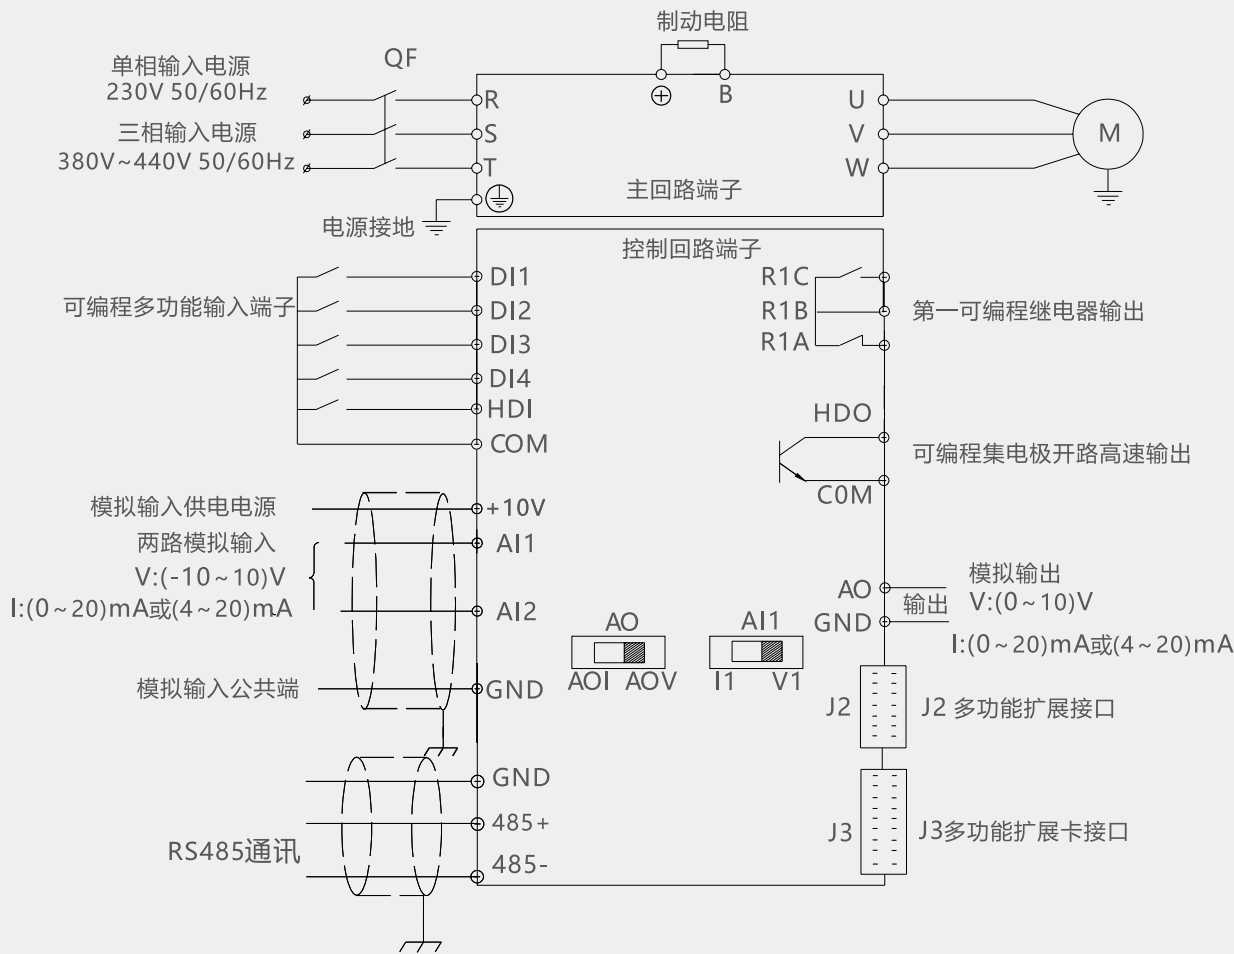 制动电阻
单相输入电源
230V 50/60Hz
QF
三相输入电源
380V~440V 50/60Hz
R
S
T
B
U
V
W
M
主回路端子
电源接地
控制回路端子
可编程多功能输入端子
DI1
DI2
DI3
DI4
HDI
COM
R1C
R1B
R1A
第一可编程继电器输出
HDO
C0M
可编程集电极开路高速输出
模拟输入供电电源
+10V
两路模拟输入
V:(-10~10)V
I:(0~20)mA或(4~20)mA
AI1
AI2
模拟输入公共端
GND
AO
GND
输出
模拟输出
V:(0~10)V
I:(0~20)mA或(4~20)mA
AO
AOI AOV
AI1
I1 V1
J2
J2 多功能扩展接口
J3
J3多功能扩展卡接口
GND
485+
485-
RS485通讯